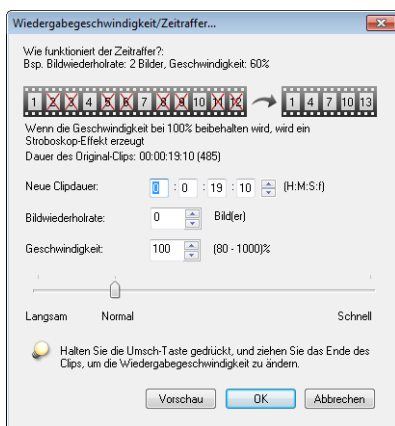 Wiedergabegeschwindigkeit/Zeitraffer...
Wie funktioniert der Zeitraffer?:
Bsp. Bildwiederholrate: 2 Bilder, Geschwindigkeit: 60%
1 2 3 4 5 6 7 8 9 10 11 12 1 4 7 10 13
Wenn die Geschwindigkeit bei 100% beibehalten wird, wird ein
Stroboskop-Effekt erzeugt
Dauer des Original-Clips: 00:00:19:10 (485)
Neue Clipdauer: 0 : 0 : 19 : 10 (H:M:S:f)
Bildwiederholrate: 0 Bild(er)
Geschwindigkeit: 100 (80 - 1000)%
Langsam Normal Schnell
Halten Sie die Umsch-Taste gedrückt, und ziehen Sie das Ende des
Clips, um die Wiedergabegeschwindigkeit zu ändern.
Vorschau OK Abbrechen